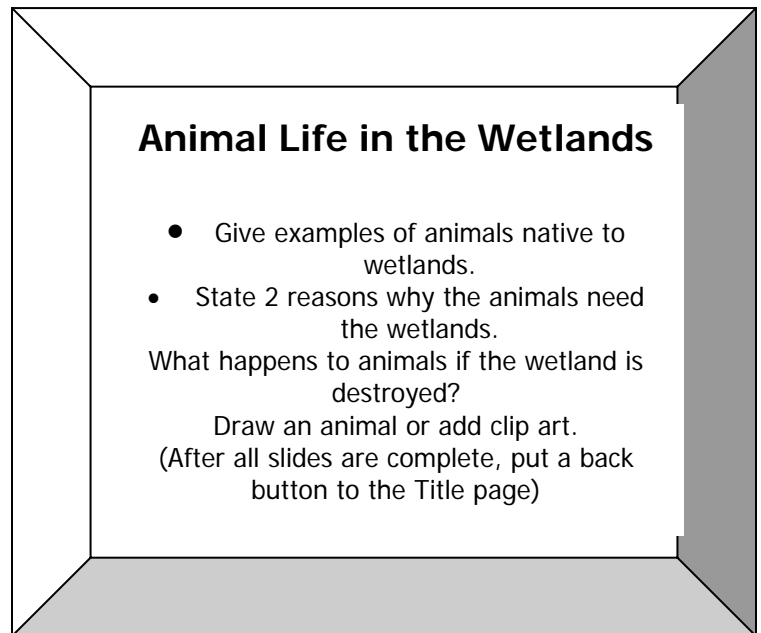 Animal Life in the Wetlands
• Give examples of animals native to
wetlands.
• State 2 reasons why the animals need
the wetlands.
What happens to animals if the wetland is
destroyed?
Draw an animal or add clip art.
(After all slides are complete, put a back
button to the Title page)